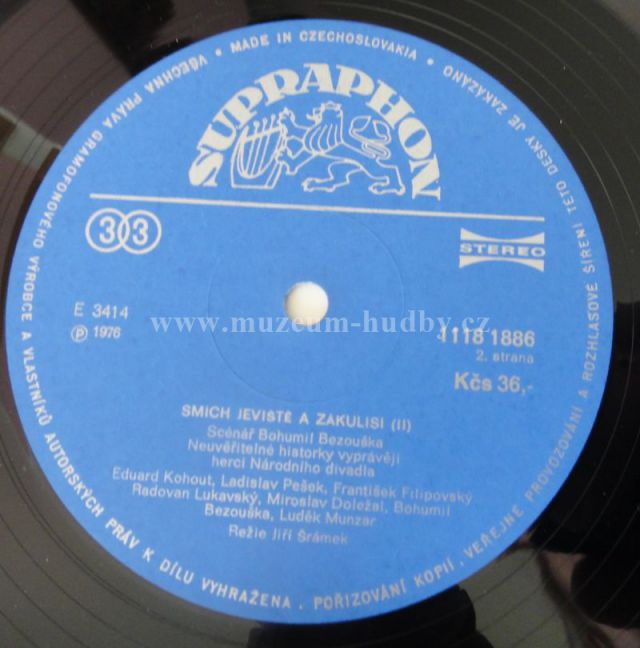 VŠECHNA PRÁVA GRAMOFONOVÉHO VÝROBCE A VLASTNÍKŮ AUTORSKÝCH PRÁV K DÍLU VYHRAŽENA . POŘIZOVÁNÍ KOPIÍ . VEŘEJNÉ PROVOZOVÁNÍ A ROZHLASOVÉ ŠÍŘENÍ TÉTO DESKY JE ZAKÁZÁNO
• MADE IN CZECHOSLOVAKIA •
SUPRAPHON
33
STEREO
E 3414
℗ 1976
www.muzeum-hudby.cz
1118 1886
2. strana
Kčs 36,-
SMÍCH JEVIŠTĚ A ZÁKULISÍ (II)
Scénář Bohumil Bezouška
Neuvěřitelné historky vyprávějí
herci Národního divadla
Eduard Kohout, Ladislav Pešek, František Filipovský
Radovan Lukavský, Miroslav Doležal, Bohumil
Bezouška, Luděk Munzar
Režie Jiří Šrámek